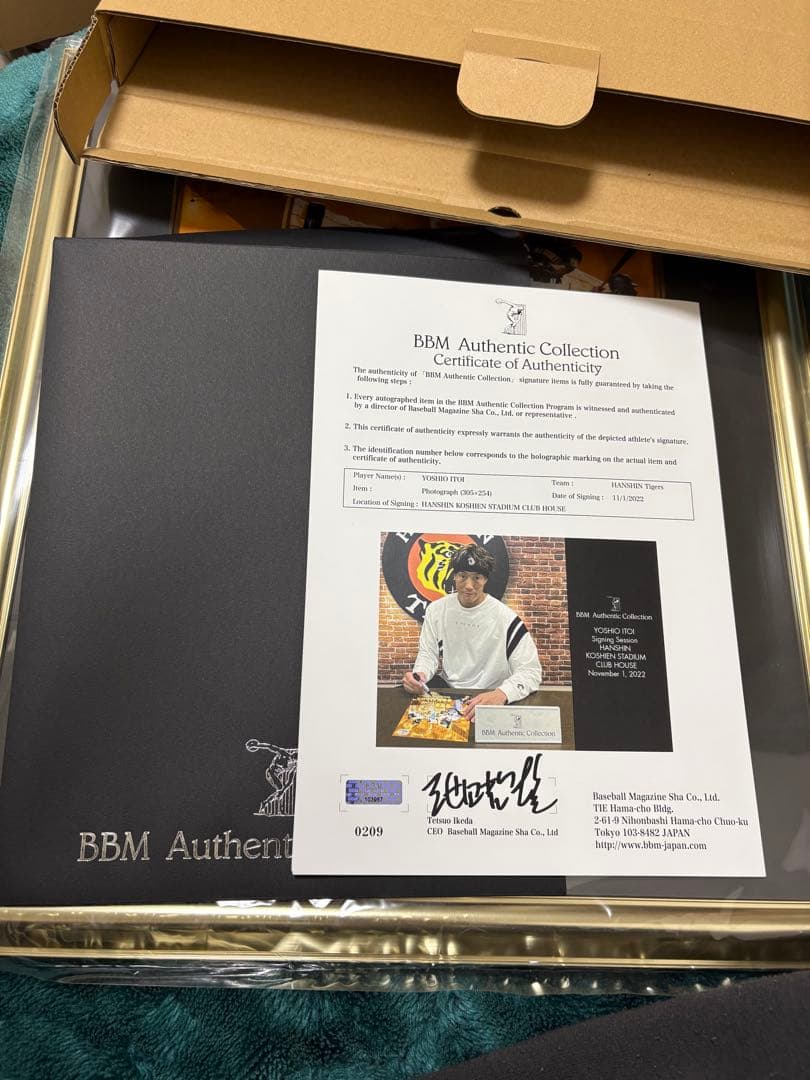 BBM Authentic Collection
Certificate of Authenticity
The authenticity of 「BBM Authentic Collection」 signature items is fully guaranteed by taking the
following steps :
1. Every autographed item in the BBM Authentic Collection Program is witnessed and authenticated
by a director of Baseball Magazine Sha Co., Ltd. or representative .
2. This certificate of authenticity expressly warrants the authenticity of the depicted athlete's signature.
3. The identification number below corresponds to the holographic marking on the actual item and
certificate of authenticity.
Player Name(s) : YOSHIO ITOI Team : HANSHIN Tigers
Item : Photograph (305×254) Date of Signing : 11/1/2022
Location of Signing : HANSHIN KOSHIEN STADIUM CLUB HOUSE
BBM Authentic Collection
YOSHIO ITOI
Signing Session
HANSHIN
KOSHIEN STADIUM
CLUB HOUSE
November 1, 2022
BBM Authentic Collection
0209
Tetsuo Ikeda
CEO Baseball Magazine Sha Co., Ltd
Baseball Magazine Sha Co., Ltd.
TIE Hama-cho Bldg.
2-61-9 Nihonbashi Hama-cho Chuo-ku
Tokyo 103-8482 JAPAN
http://www.bbm-japan.com
BBM Authent